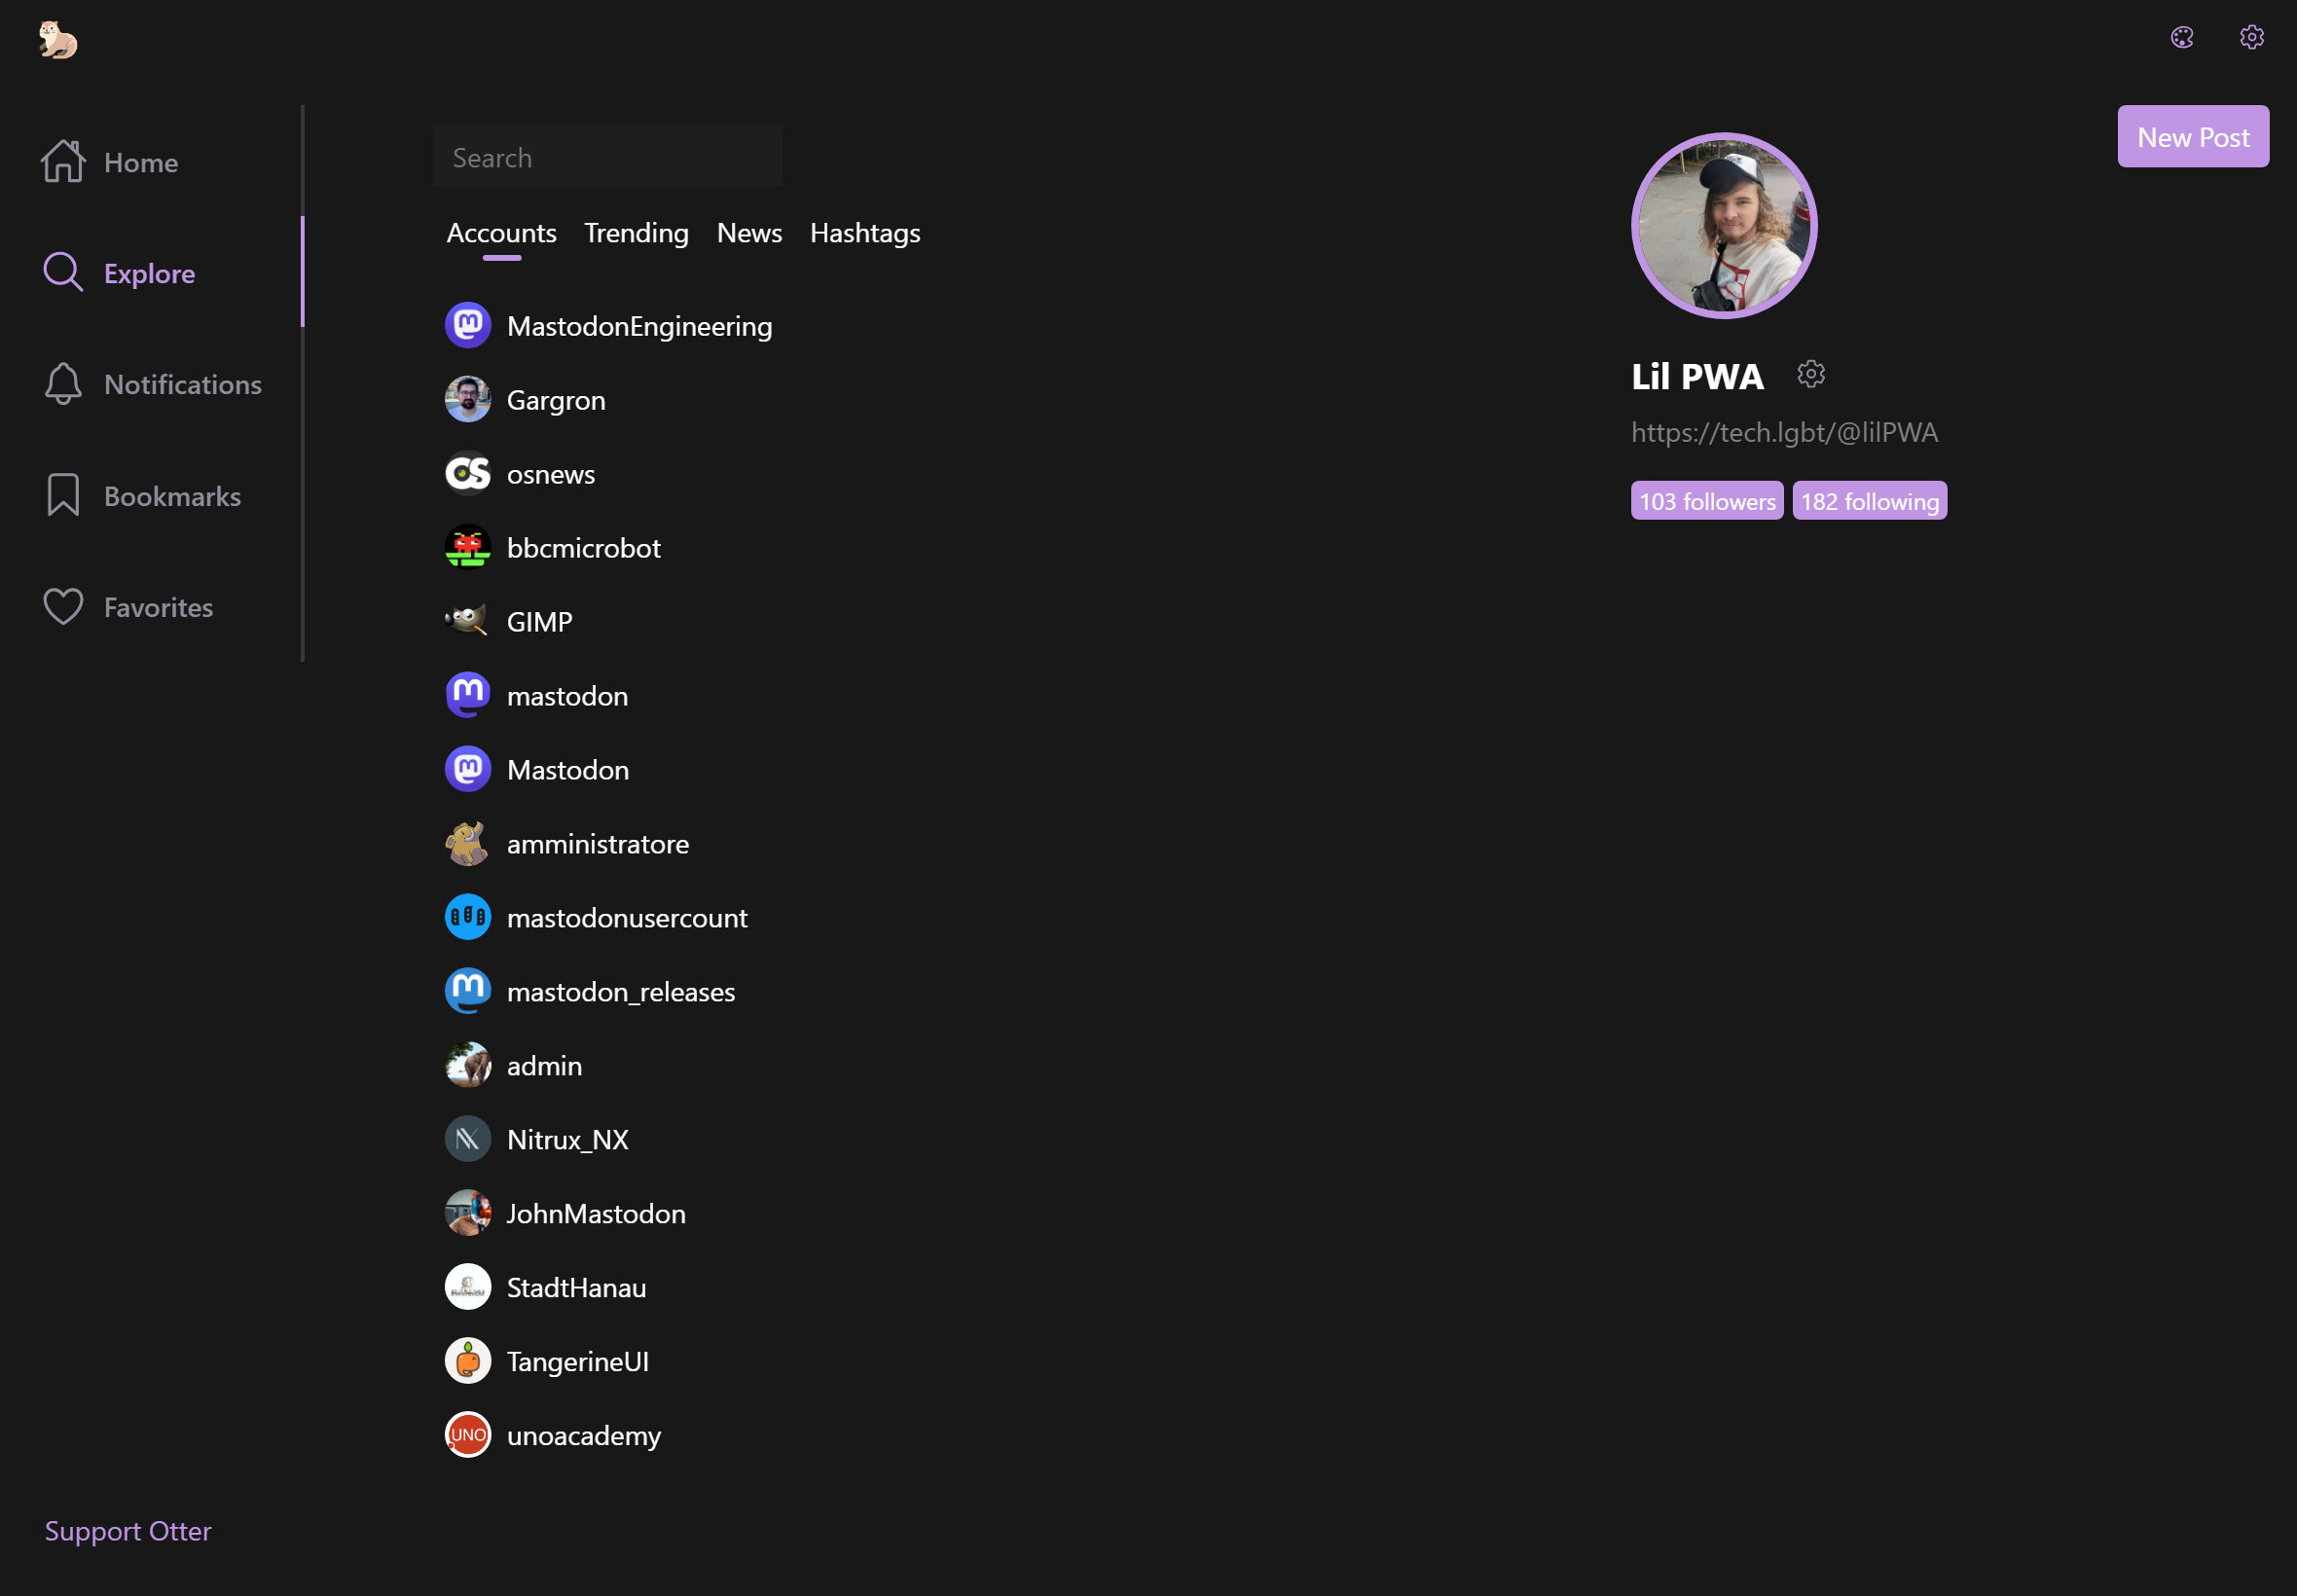 Home
Explore
Notifications
Bookmarks
Favorites
Support Otter
Search
Accounts Trending News Hashtags
MastodonEngineering
Gargron
osnews
bbcmicrobot
GIMP
mastodon
Mastodon
amministratore
mastodonusercount
mastodon_releases
admin
Nitrux_NX
JohnMastodon
StadtHanau
TangerineUI
UNO
unoacademy
New Post
Lil PWA
https://tech.lgbt/@lilPWA
103 followers 182 following